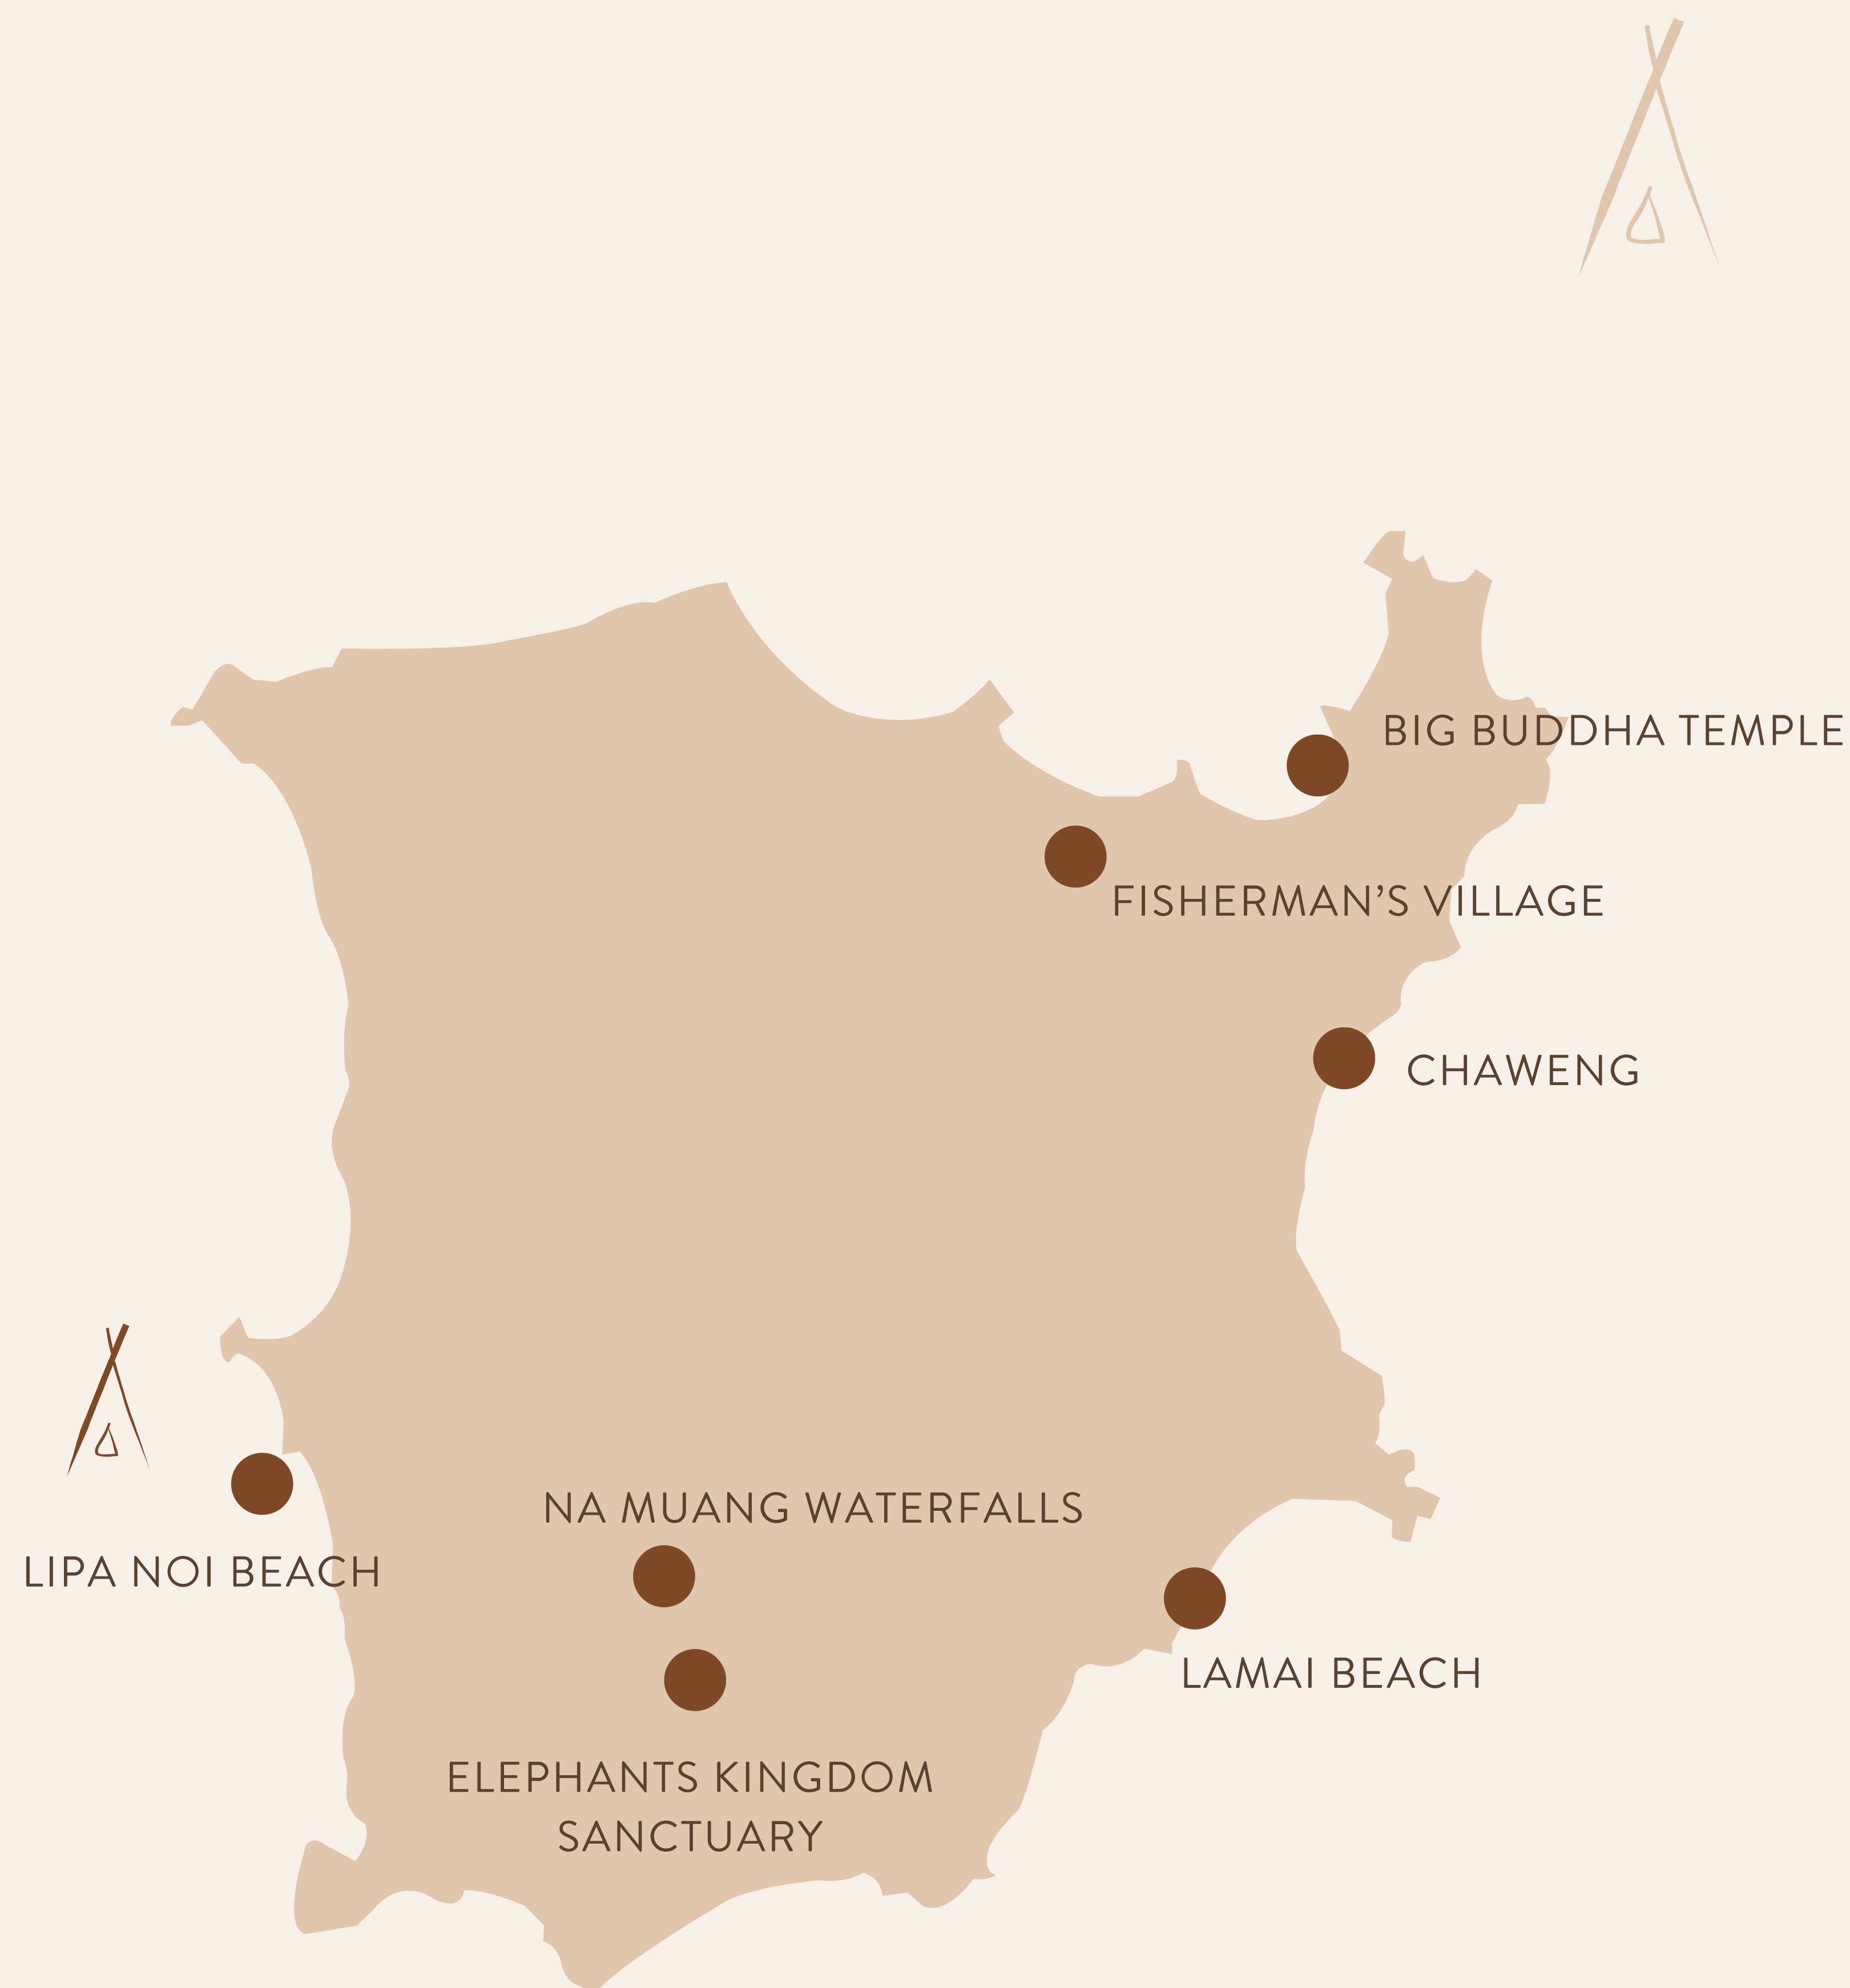 BIG BUDDHA TEMPLE
FISHERMAN’S VILLAGE
CHAWENG
NA MUANG WATERFALLS
LIPA NOI BEACH
LAMAI BEACH
ELEPHANTS KINGDOM
SANCTUARY